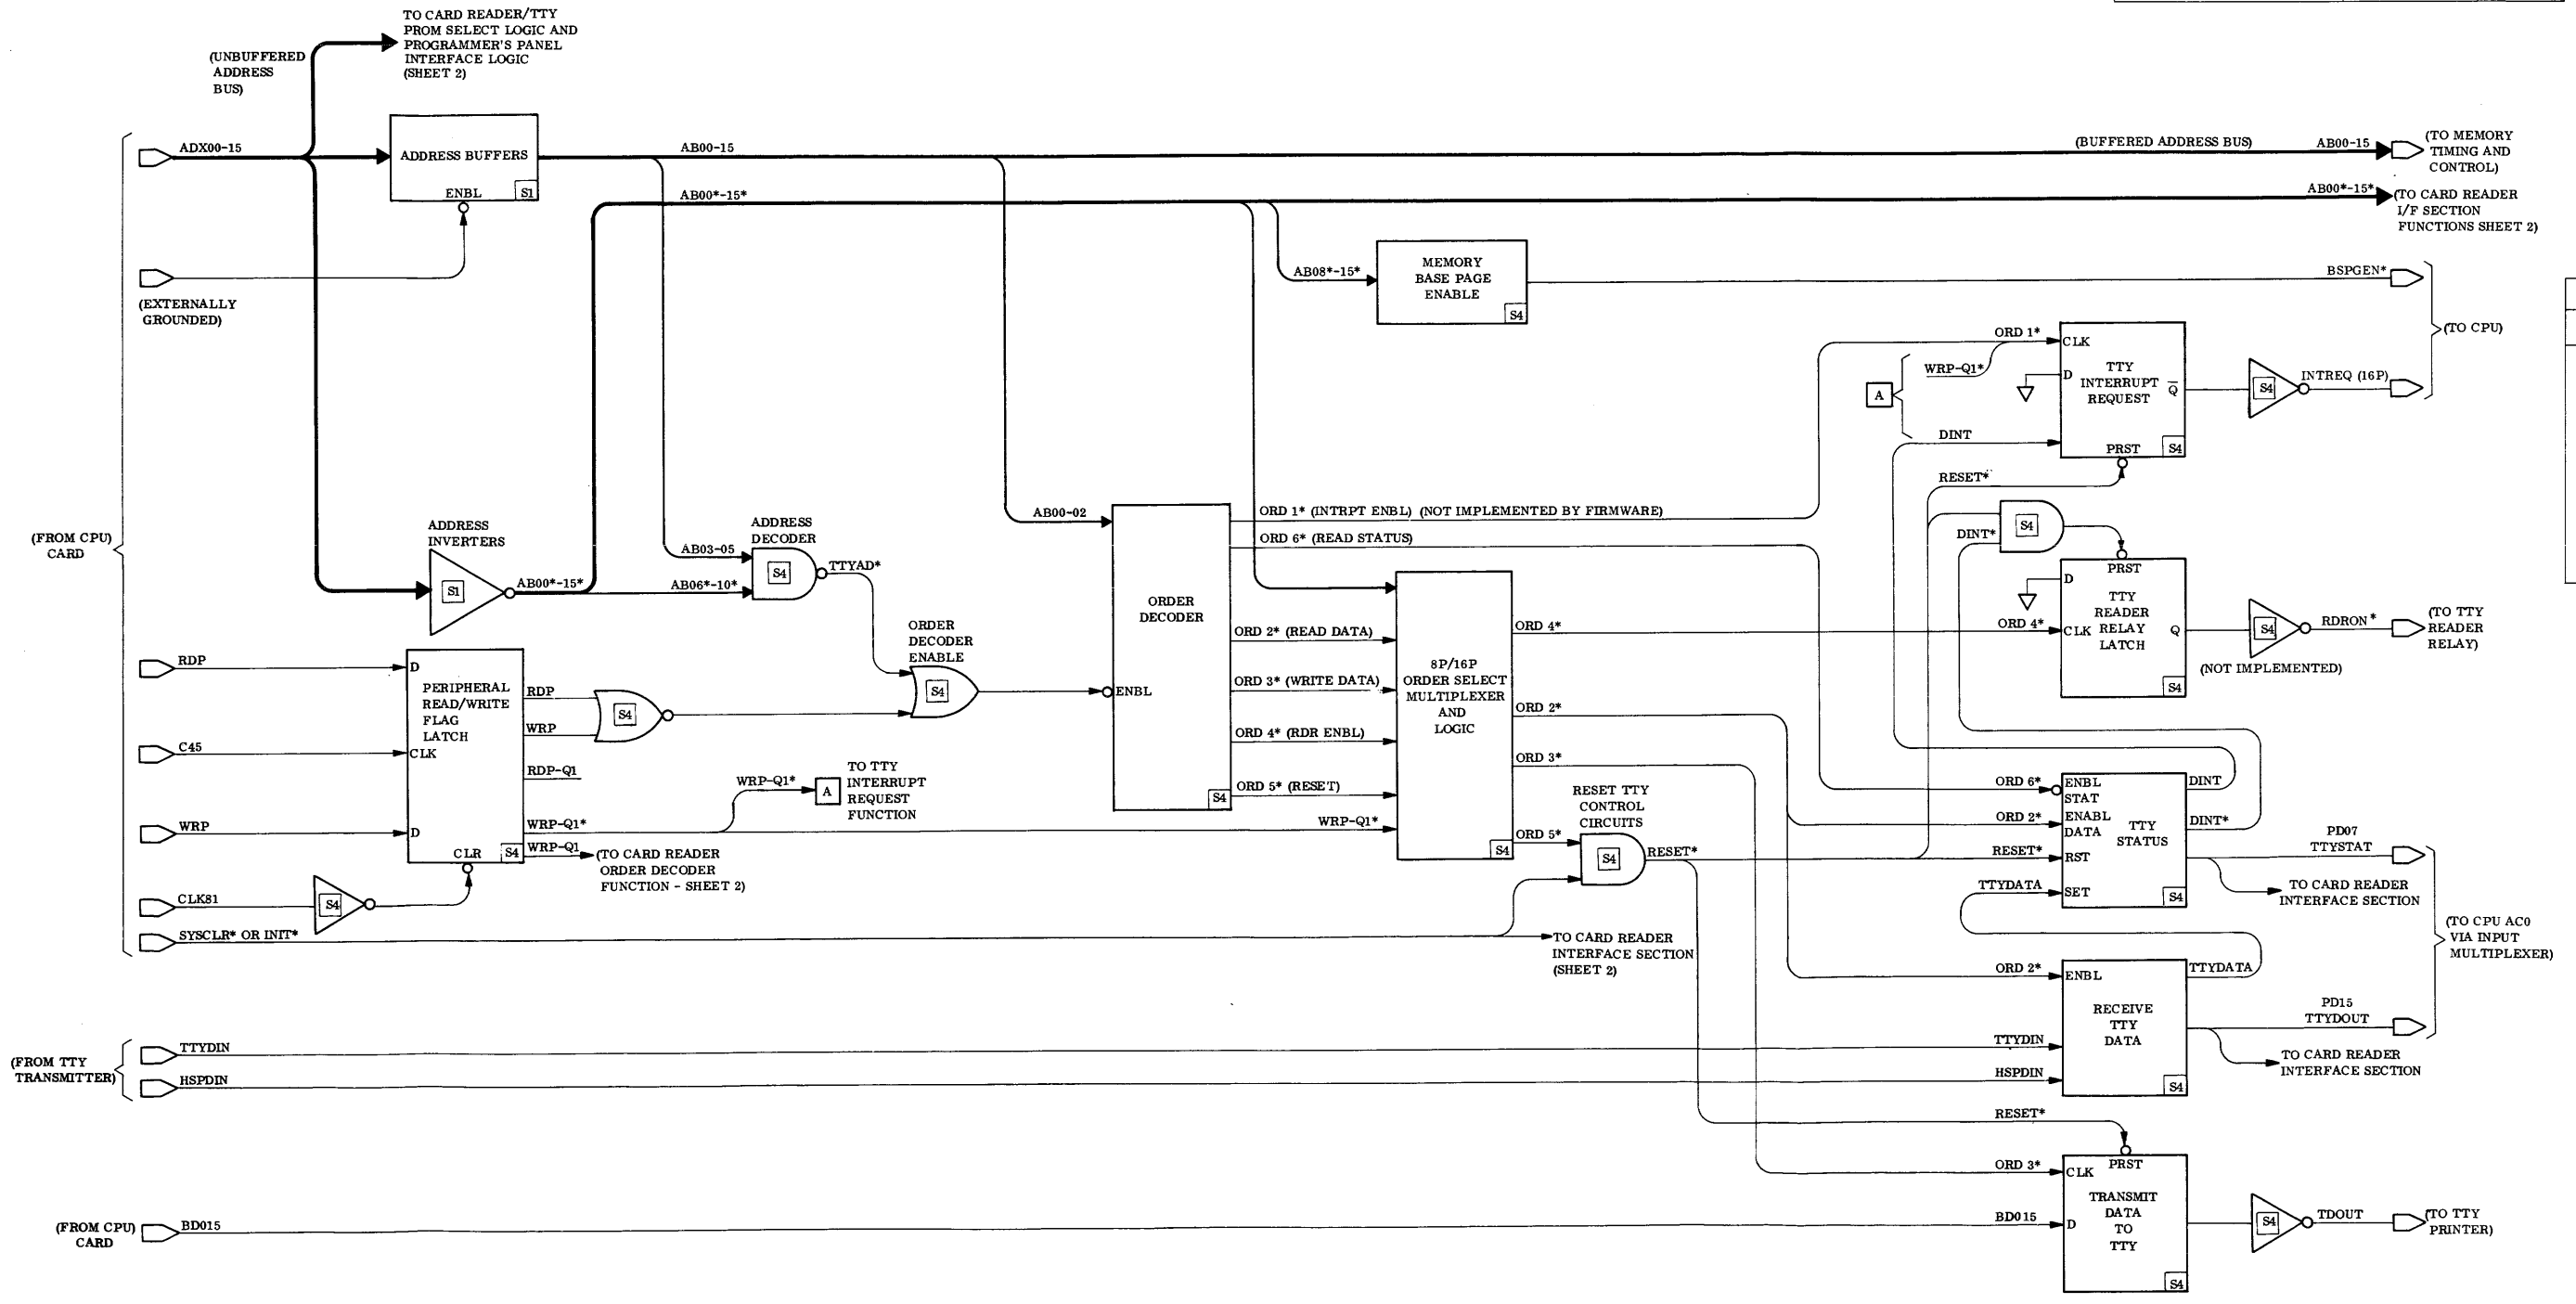 TO CARD READER/TTY
PROM SELECT LOGIC AND
PROGRAMMER'S PANEL
INTERFACE LOGIC
(SHEET 2)
(UNBUFFERED
ADDRESS
BUS)
ADX00-15
ADDRESS BUFFERS
ENBL
S1
AB00-15
(BUFFERED ADDRESS BUS)
AB00-15
(TO MEMORY
TIMING AND
CONTROL)
AB00*-15*
AB00*-15*
(TO CARD READER
I/F SECTION
FUNCTIONS SHEET 2)
(EXTERNALLY
GROUNDED)
AB08*-15*
MEMORY
BASE PAGE
ENABLE
S4
BSPGEN*
(TO CPU)
ORD 1*
WRP-Q1*
A
DINT
CLK
D
TTY
INTERRUPT
REQUEST
Q
PRST
S4
S4
INTREQ (16P)
RESET*
(FROM CPU)
CARD
ADDRESS
INVERTERS
S1
AB00*-15*
ADDRESS
DECODER
AB03-05
AB06*-10*
S4
TTYAD*
AB00-02
ORDER
DECODER
ENBL
S4
ORD 1* (INTRPT ENBL) (NOT IMPLEMENTED BY FIRMWARE)
ORD 6* (READ STATUS)
ORD 2* (READ DATA)
ORD 3* (WRITE DATA)
ORD 4* (RDR ENBL)
ORD 5* (RESET)
WRP-Q1*
8P/16P
ORDER SELECT
MULTIPLEXER
AND
LOGIC
S4
ORD 4*
ORD 2*
ORD 3*
ORD 5*
DINT*
S4
PRST
D
TTY
READER
RELAY
LATCH
ORD 4*
CLK
Q
S4
S4
RDRON *
(NOT IMPLEMENTED)
(TO TTY
READER
RELAY)
ORDER
DECODER
ENABLE
S4
RDP
D
PERIPHERAL
READ/WRITE
FLAG
LATCH
RDP
WRP
S4
C45
CLK
RDP-Q1
WRP
D
WRP-Q1*
WRP-Q1*
A
TO TTY
INTERRUPT
REQUEST
FUNCTION
CLR
S4
WRP-Q1
(TO CARD READER
ORDER DECODER
FUNCTION - SHEET 2)
CLK81
S4
SYSCLR* OR INIT*
TO CARD READER
INTERFACE SECTION
(SHEET 2)
RESET TTY
CONTROL
CIRCUITS
S4
RESET*
ORD 6*
ENBL
STAT
ORD 2*
ENABL
DATA
TTY
STATUS
RESET*
RST
TTYDATA
SET
S4
DINT
DINT*
PD07
TTYSTAT
TO CARD READER
INTERFACE SECTION
(TO CPU AC0
VIA INPUT
MULTIPLEXER)
ORD 2*
ENBL
TTYDATA
RECEIVE
TTY
DATA
S4
PD15
TTYDOUT
TO CARD READER
INTERFACE SECTION
(FROM TTY
TRANSMITTER)
TTYDIN
TTYDIN
HSPDIN
HSPDIN
RESET*
PRST
ORD 3*
CLK
TRANSMIT
DATA
TO
TTY
S4
(FROM CPU)
CARD
BD015
BD015
D
S4
TDOUT
(TO TTY
PRINTER)